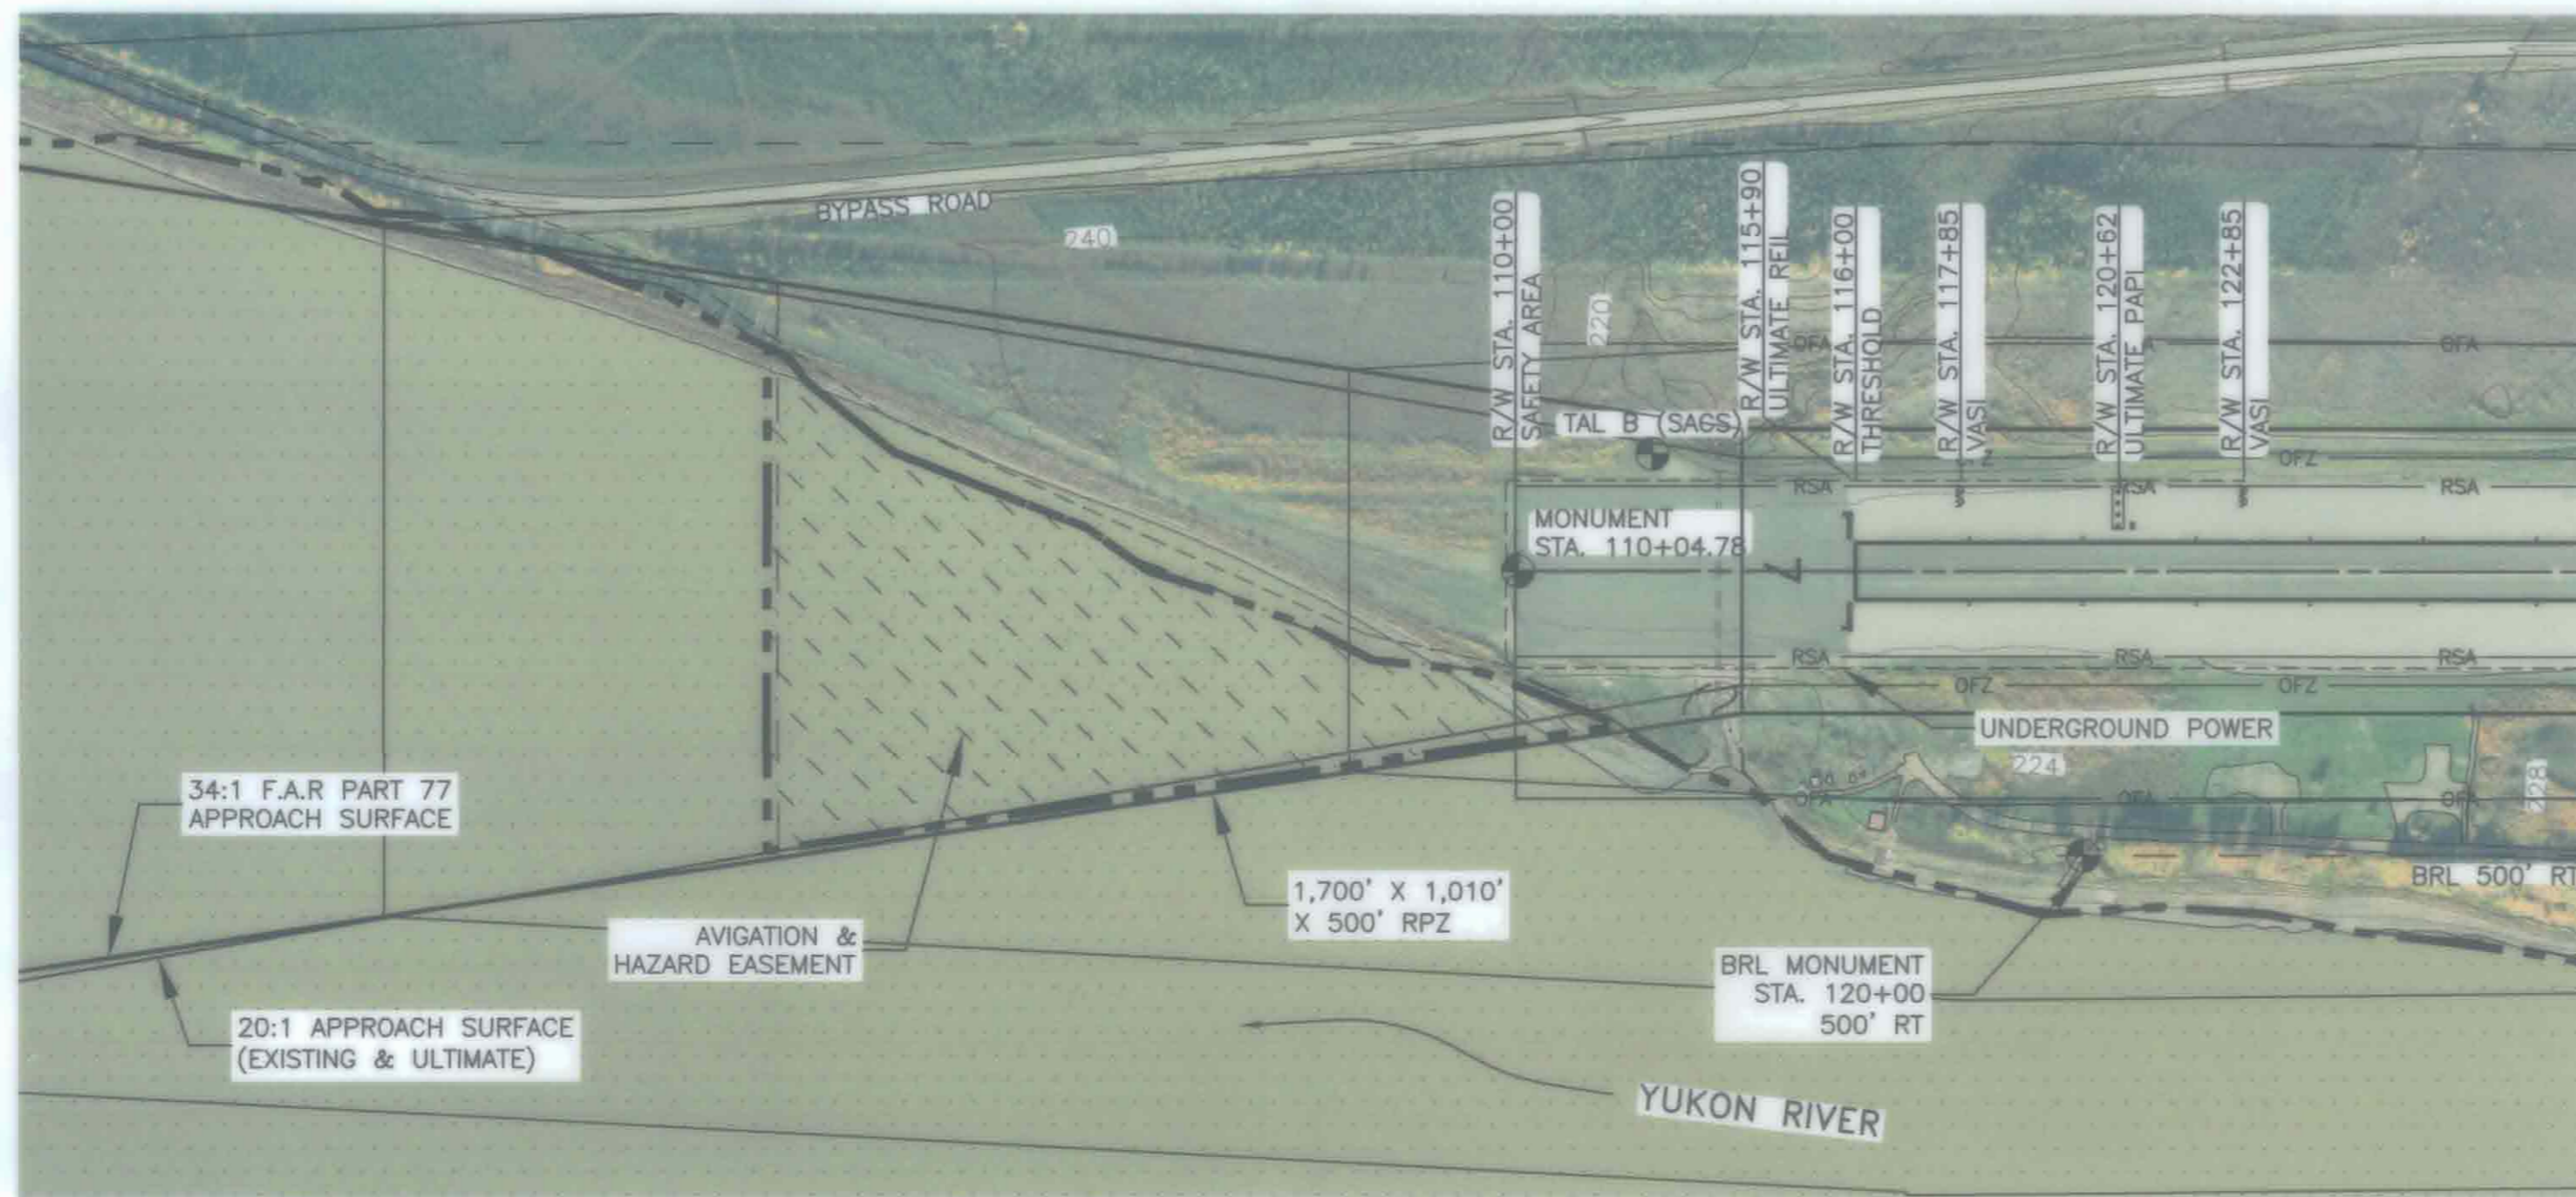 BYPASS ROAD
240
R/W STA. 110+00
SAFETY AREA
220
R/W STA. 115+90
ULTIMATE REIL
R/W STA. 116+00
THRESHOLD
R/W STA. 117+85
VASI
R/W STA. 120+62
ULTIMATE PAPI
R/W STA. 122+85
VASI
OFA
A
OFA
TAL B (SAGS)
Z
OFZ
RSA
RSA
RSA
MONUMENT
STA. 110+04.78
7
RSA
RSA
RSA
OFZ
OFZ
UNDERGROUND POWER
224
228
OFA
OFA
OFA
34:1 F.A.R PART 77
APPROACH SURFACE
1,700' X 1,010'
X 500' RPZ
BRL 500' RT
AVIGATION &
HAZARD EASEMENT
BRL MONUMENT
STA. 120+00
500' RT
20:1 APPROACH SURFACE
(EXISTING & ULTIMATE)
YUKON RIVER